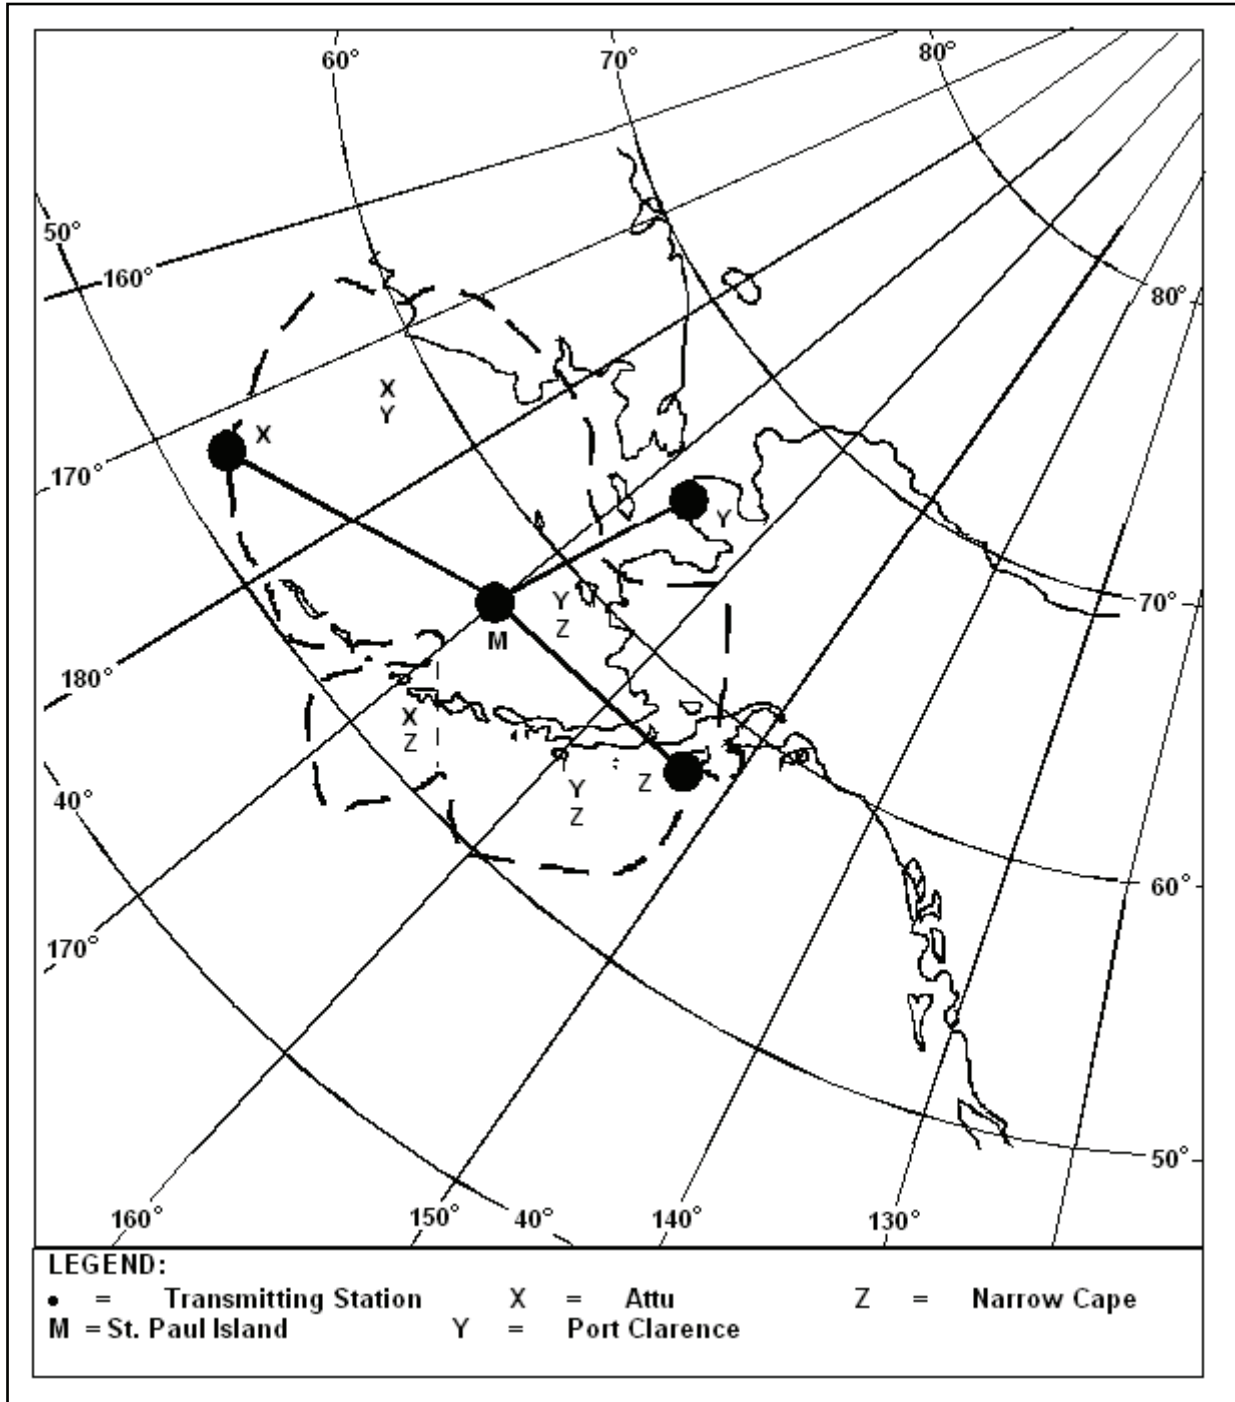 60° 70° 80°
50°
160°
80°
X
X
Y
170°
Y
70°
Y
Z
M
180°
X
Z
Z
Y
Z
40°
60°
170°
50°
160° 150° 40° 140° 130°
LEGEND:
• = Transmitting Station X = Attu Z = Narrow Cape
M = St. Paul Island Y = Port Clarence